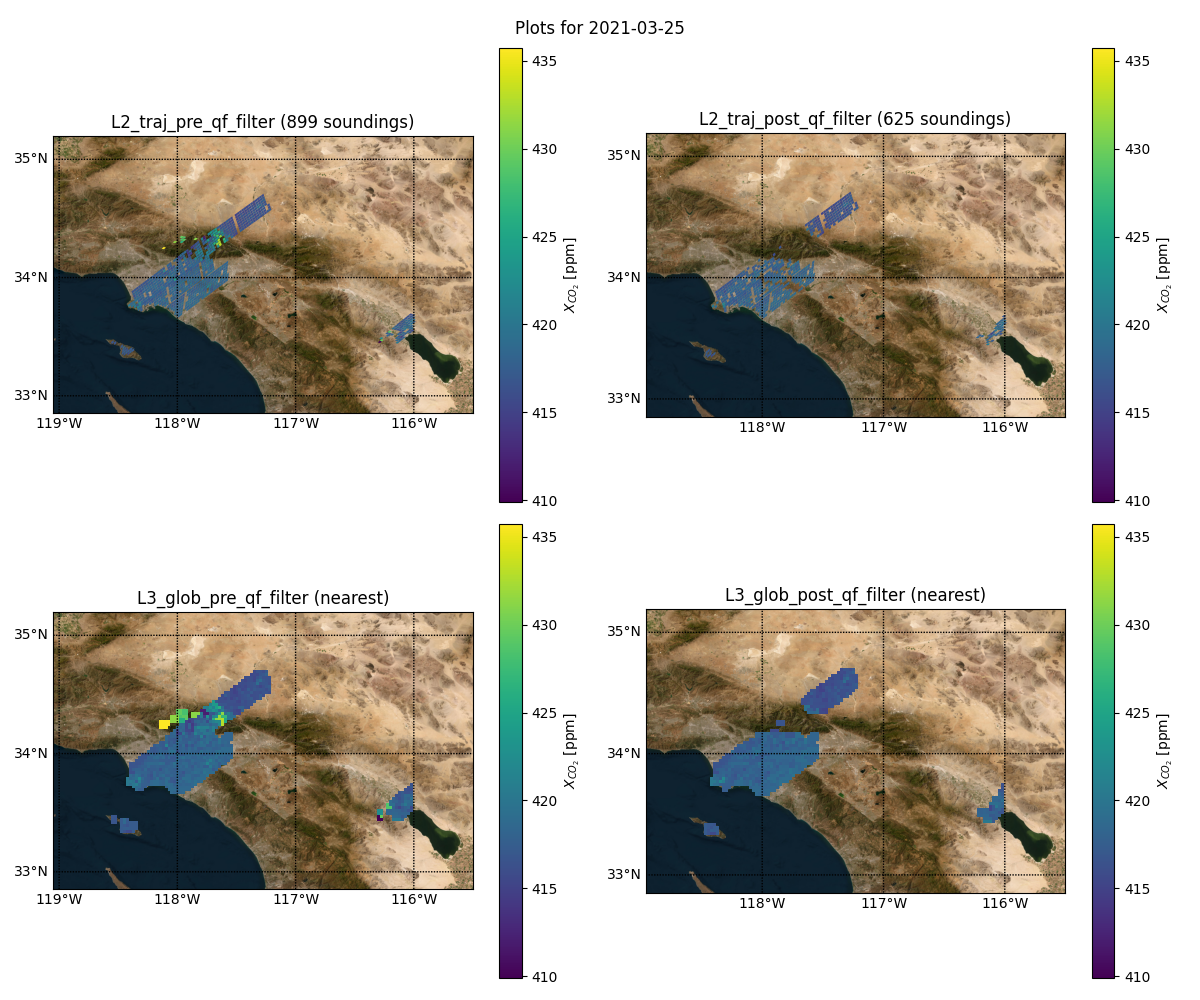 Plots for 2021-03-25
L2_traj_pre_qf_filter (899 soundings)
35°N
34°N
33°N
119°W 118°W 117°W 116°W
435
430
425
420
415
410
X_CO₂ [ppm]
L2_traj_post_qf_filter (625 soundings)
35°N
34°N
33°N
118°W 117°W 116°W
435
430
425
420
415
410
X_CO₂ [ppm]
L3_glob_pre_qf_filter (nearest)
35°N
34°N
33°N
119°W 118°W 117°W 116°W
435
430
425
420
415
410
X_CO₂ [ppm]
L3_glob_post_qf_filter (nearest)
35°N
34°N
33°N
118°W 117°W 116°W
435
430
425
420
415
410
X_CO₂ [ppm]